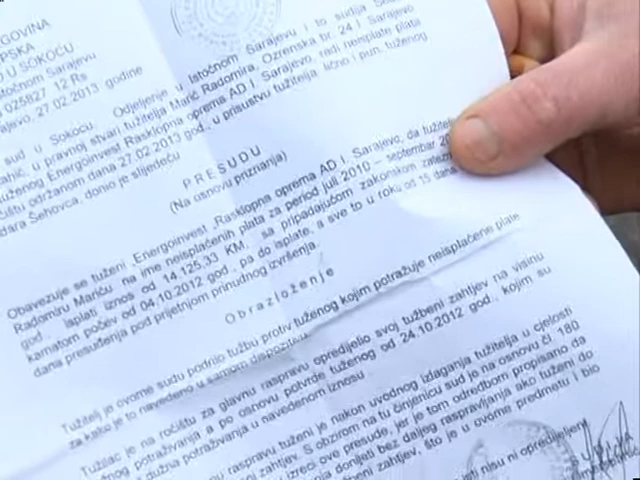 GOVINA
PSKA
U SOKOCU
točnom Sarajevu
025827 12 Rs
rajevo, 27.02.2013 godine
sud u Sokocu Odjeljenje u Istočnom Sarajevu i to sudija
u pravnoj stvari tužitelja Marić Radomira, Ozrenska br. 24 I. Sarajevo
tuženog Energoinvest Rasklopna oprema AD I. Sarajevo, radi neisplate plata
čištu održanom dana 27.02.2013 god., u prisustvu tužitelja lično i pun. tuženog
dara Šehovca, donio je slijedeću
PRESUDU
(Na osnovu priznanja)
Obavezuje se tuženi „Energoinvest „Rasklopna oprema AD I. Sarajevo, da tužitelju
Radomiru Mariću na ime neisplaćenih plata za period juli 2010 – septembar
god., isplati iznos od 14.125.33 KM, sa pripadajućom zakonskom
kamatom počev od 04.10.2012 god., pa do isplate, a sve to u roku od 15 dana
dana presuđenja pod prijetnjom prinudnog izvršenja.
Obrazloženje
Tužitelj je ovome sudu podnio tužbu protiv tuženog kojim potražuje neisplaćene plate
za kako je to navedeno u samom dispozitivu
Tužilac je na ročištu za glavnu raspravu opredijelio svoj tužbeni zahtjev na visinu
potraživanja a po osnovu potvrde tuženog od 24.10.2012 god., kojim su
dužna potraživanja u navedenom iznosu
raspravu tuženi je nakon uvodnog izlaganja tužitelja u cjelosti
zahtjev. S obzirom na tu činjenicu sud je na osnovu čl. 180
izreci ove presude, jer je tom odredbom propisano da
donijeti bez daljeg raspravljanja ako tuženi do
zahtjev, što je u ovome predmetu i bio
nisu ni opredijeljeni